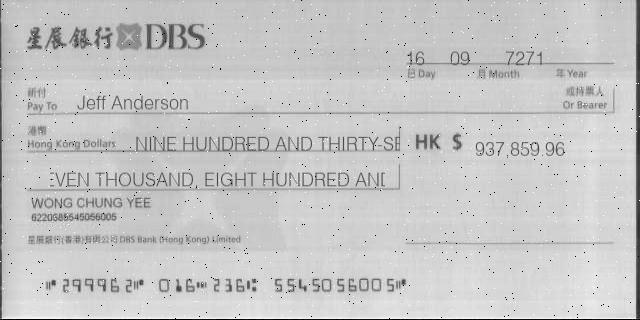 星展銀行 DBS
16 09 7271
日 Day 月 Month 年 Year
祈付
Pay To Jeff Anderson
或持票人
Or Bearer
港幣
Hong Kong Dollars NINE HUNDRED AND THIRTY-SE
HK $ 937,859.96
EVEN THOUSAND, EIGHT HUNDRED AND
WONG CHUNG YEE
6220585545056005
星展銀行(香港)有限公司 DBS Bank (Hong Kong) Limited
⑈299962⑈ 016⑉236⑆ 5545056005⑈